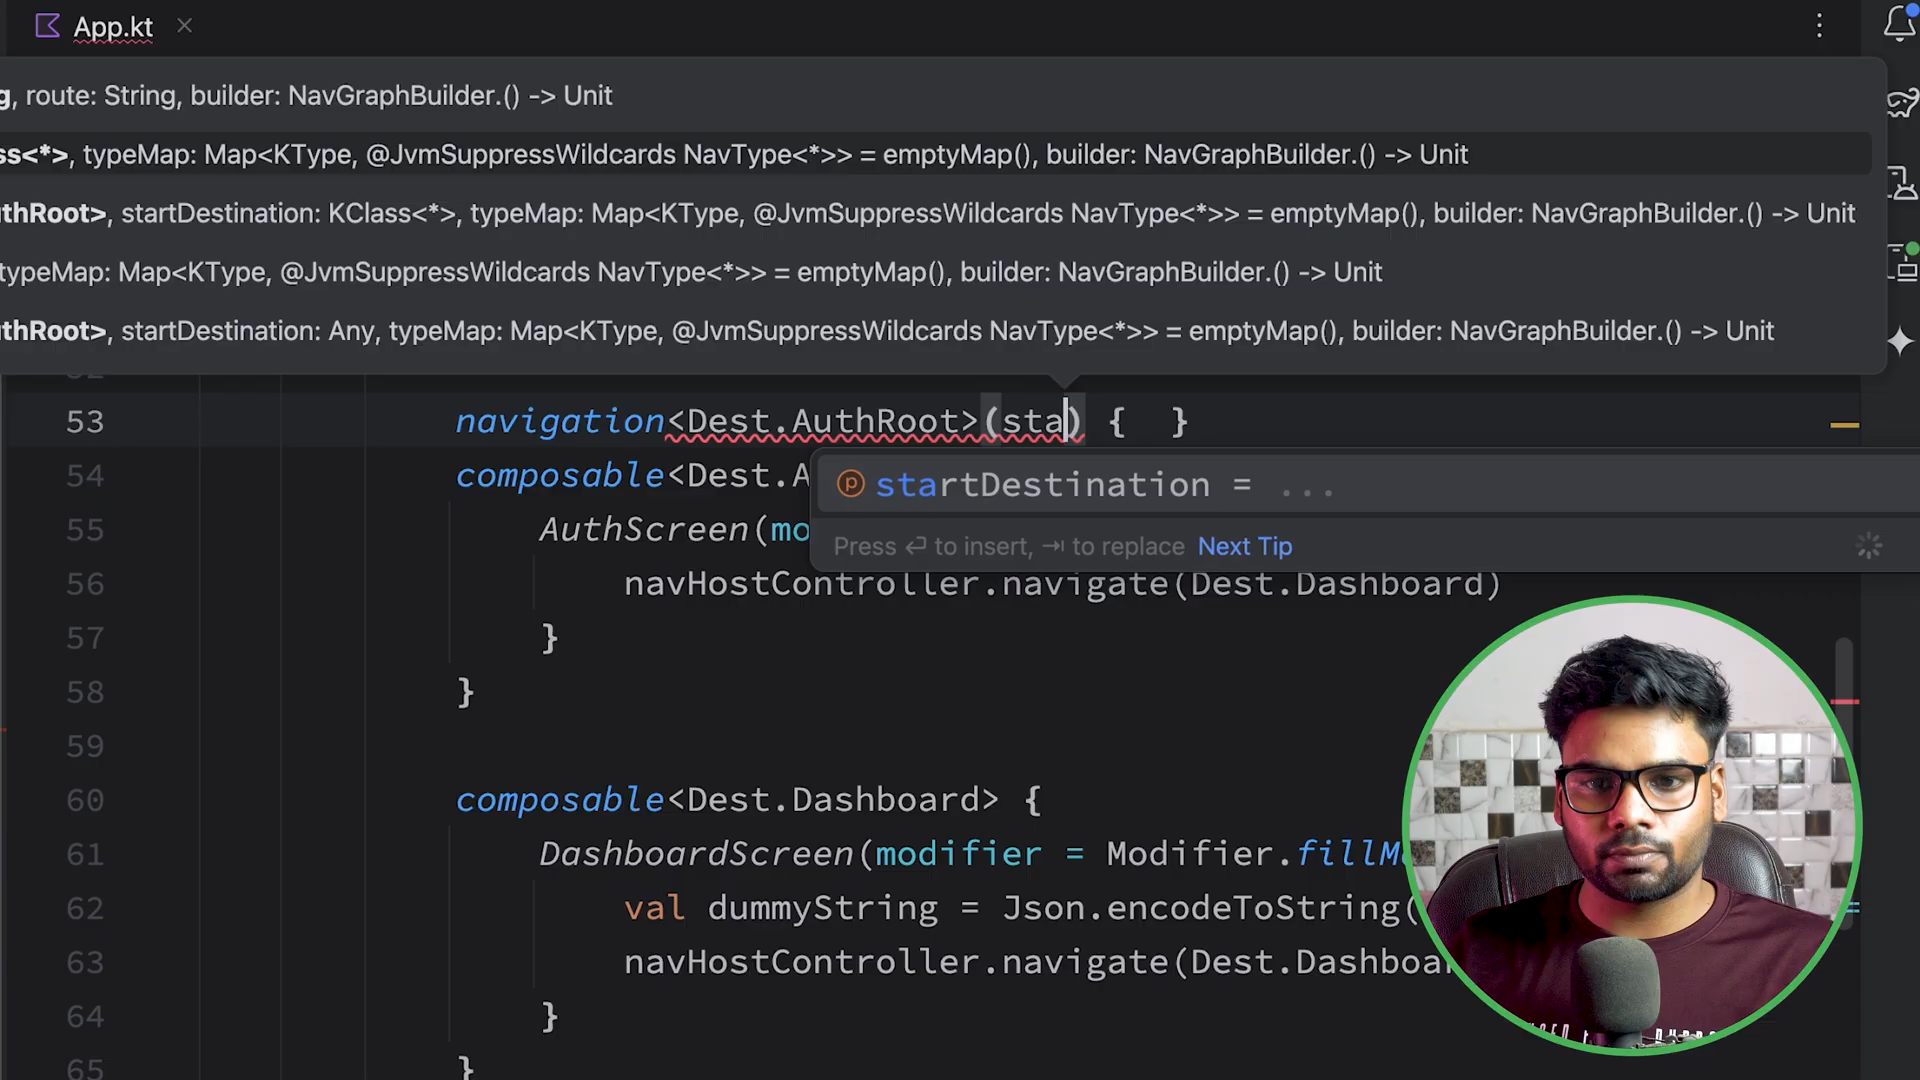 App.kt
g, route: String, builder: NavGraphBuilder.() -> Unit
ss<*>, typeMap: Map<KType, @JvmSuppressWildcards NavType<*>> = emptyMap(), builder: NavGraphBuilder.() -> Unit
uthRoot>, startDestination: KClass<*>, typeMap: Map<KType, @JvmSuppressWildcards NavType<*>> = emptyMap(), builder: NavGraphBuilder.() -> Unit
typeMap: Map<KType, @JvmSuppressWildcards NavType<*>> = emptyMap(), builder: NavGraphBuilder.() -> Unit
uthRoot>, startDestination: Any, typeMap: Map<KType, @JvmSuppressWildcards NavType<*>> = emptyMap(), builder: NavGraphBuilder.() -> Unit
53 navigation<Dest.AuthRoot>(sta) { }
54 composable<Dest.A
startDestination = ...
55 AuthScreen(mo
Press ⏎ to insert, ⇥ to replace Next Tip
56 navHostController.navigate(Dest.Dashboard)
57 }
58 }
59
60 composable<Dest.Dashboard> {
61 DashboardScreen(modifier = Modifier.fillM
62 val dummyString = Json.encodeToString(
63 navHostController.navigate(Dest.Dashboa
64 }
65 }